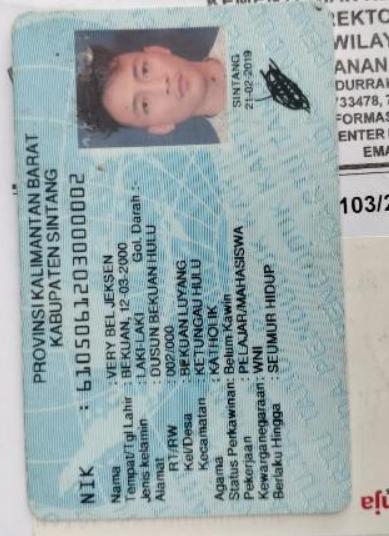 PROVINSI KALIMANTAN BARAT
KABUPATEN SINTANG
NIK : 6105061203000002
Nama : VERY BEL JEKSEN
Tempat/Tgl Lahir : BEKUAN, 12-03-2000
Jenis kelamin : LAKI-LAKI Gol. Darah :-
Alamat : DUSUN BEKUAN HULU
RT/RW : 002/000
Kel/Desa : BEKUAN LUYANG
Kecamatan : KETUNGAU HULU
Agama : KATHOLIK
Status Perkawinan: Belum Kawin
Pekerjaan : PELAJAR/MAHASISWA
Kewarganegaraan: WNI
Berlaku Hingga : SEUMUR HIDUP
SINTANG
21-02-2019